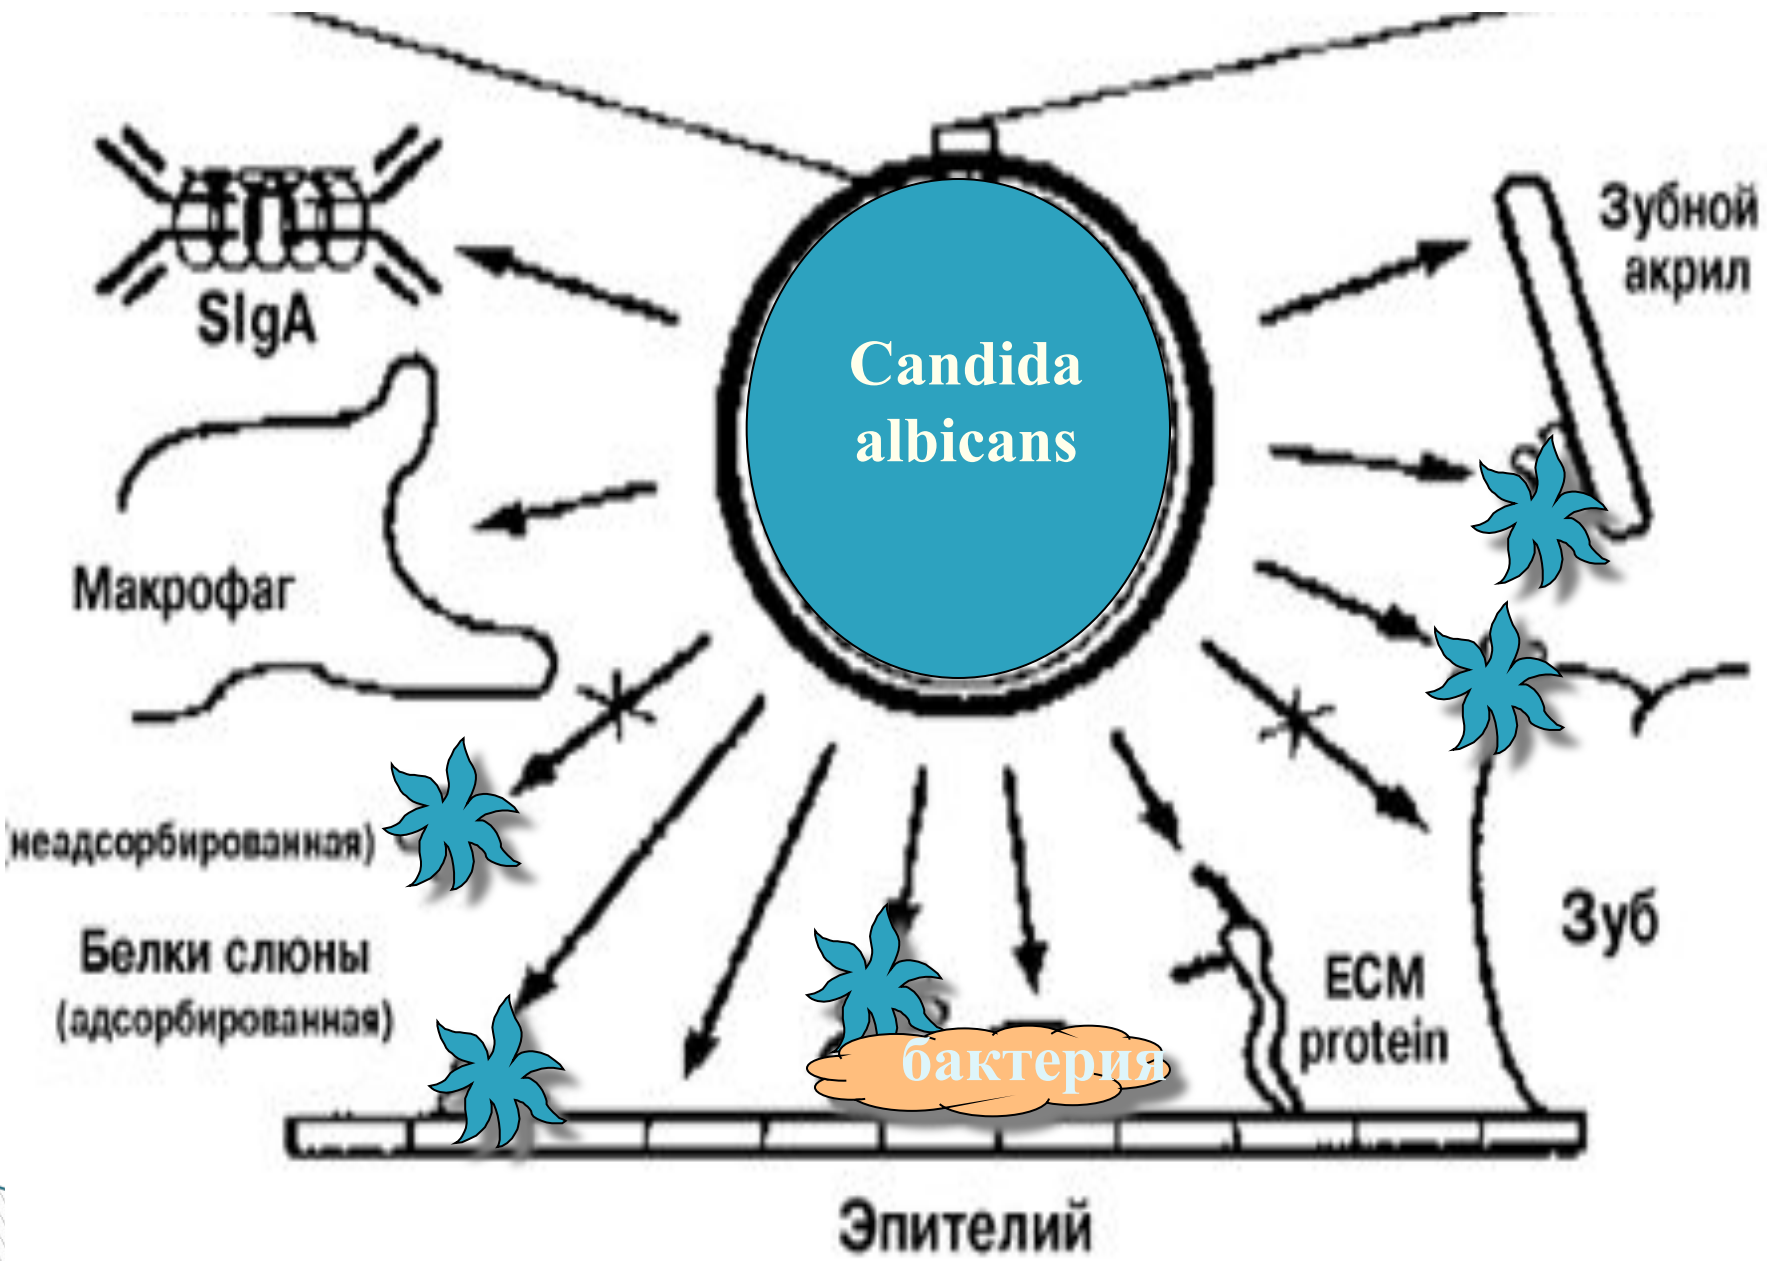 SIgA
Зубной
акрил
Candida
albicans
Макрофаг
(неадсорбированная)
Белки слюны
(адсорбированная)
Зуб
ECM
protein
бактерия
Эпителий